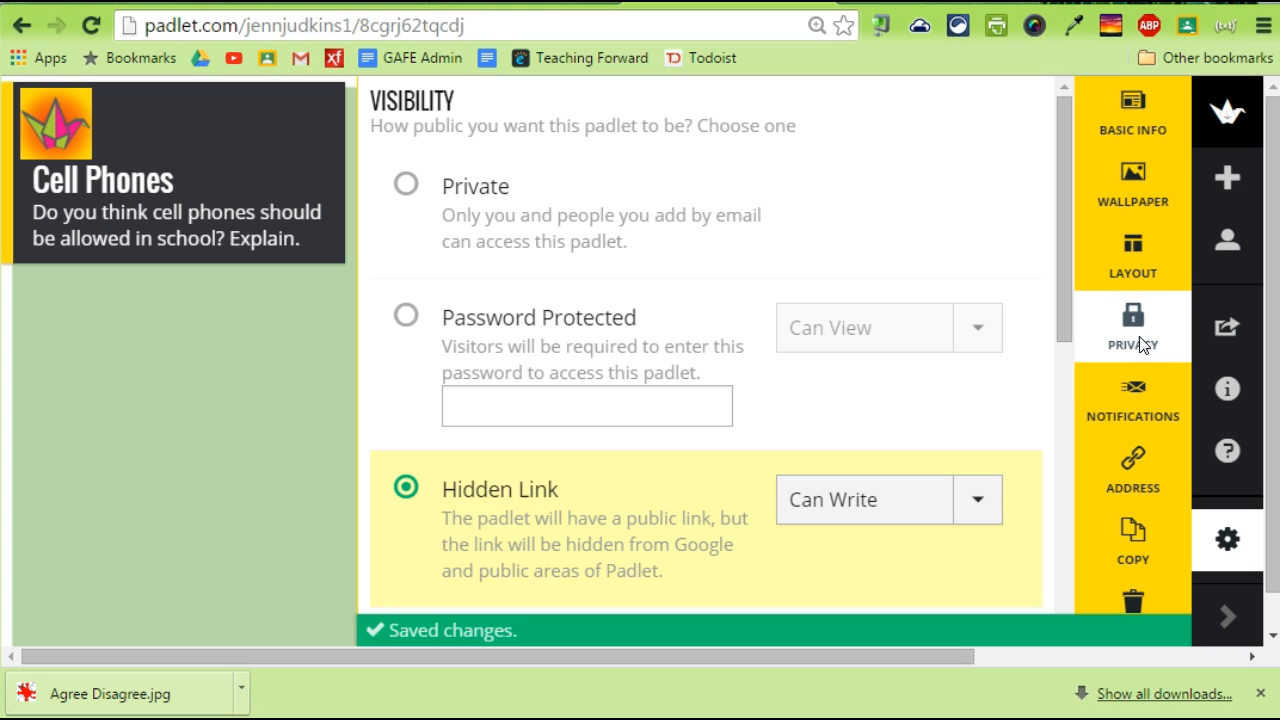 padlet.com/jennjudkins1/8cgrj62tqcdj
ABP
Apps Bookmarks xf GAFE Admin Teaching Forward Todoist Other bookmarks
Cell Phones
Do you think cell phones should
be allowed in school? Explain.
VISIBILITY
How public you want this padlet to be? Choose one
Private
Only you and people you add by email
can access this padlet.
Password Protected
Can View
Visitors will be required to enter this
password to access this padlet.
Hidden Link
Can Write
The padlet will have a public link, but
the link will be hidden from Google
and public areas of Padlet.
Saved changes.
BASIC INFO
WALLPAPER
LAYOUT
PRIVACY
NOTIFICATIONS
ADDRESS
COPY
Agree Disagree.jpg
Show all downloads...